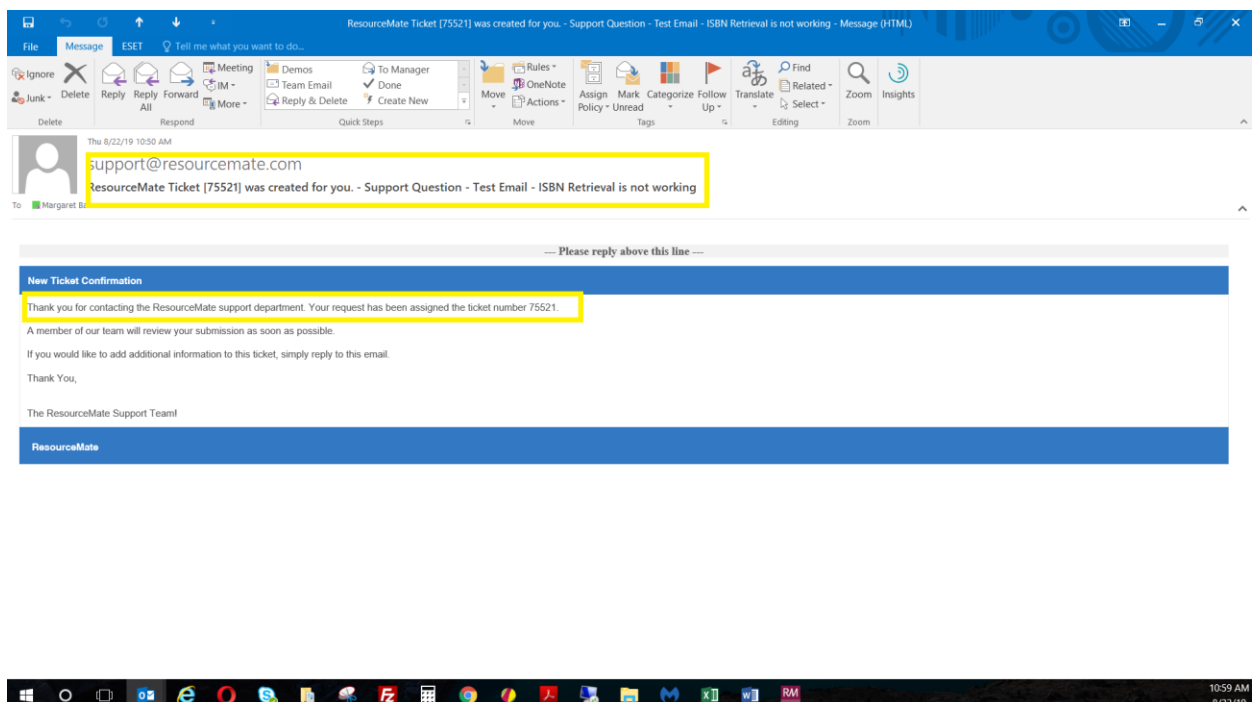 ResourceMate Ticket [75521] was created for you. - Support Question - Test Email - ISBN Retrieval is not working - Message (HTML)
File Message ESET Tell me what you want to do...
Ignore
Junk
Delete
Reply
Reply All
Forward
Meeting
IM
More
Demos
Team Email
Reply & Delete
To Manager
Done
Create New
Move
Rules
OneNote
Actions
Assign Policy
Mark Unread
Categorize
Follow Up
Translate
Find
Related
Select
Zoom
Insights
Delete Respond Quick Steps Move Tags Editing Zoom
Thu 8/22/19 10:50 AM
support@resourcemate.com
ResourceMate Ticket [75521] was created for you. - Support Question - Test Email - ISBN Retrieval is not working
To Margaret
--- Please reply above this line ---
New Ticket Confirmation
Thank you for contacting the ResourceMate support department. Your request has been assigned the ticket number 75521.
A member of our team will review your submission as soon as possible.
If you would like to add additional information to this ticket, simply reply to this email.
Thank You,
The ResourceMate Support Team!
ResourceMate
RM
10:59 AM
8/22/19